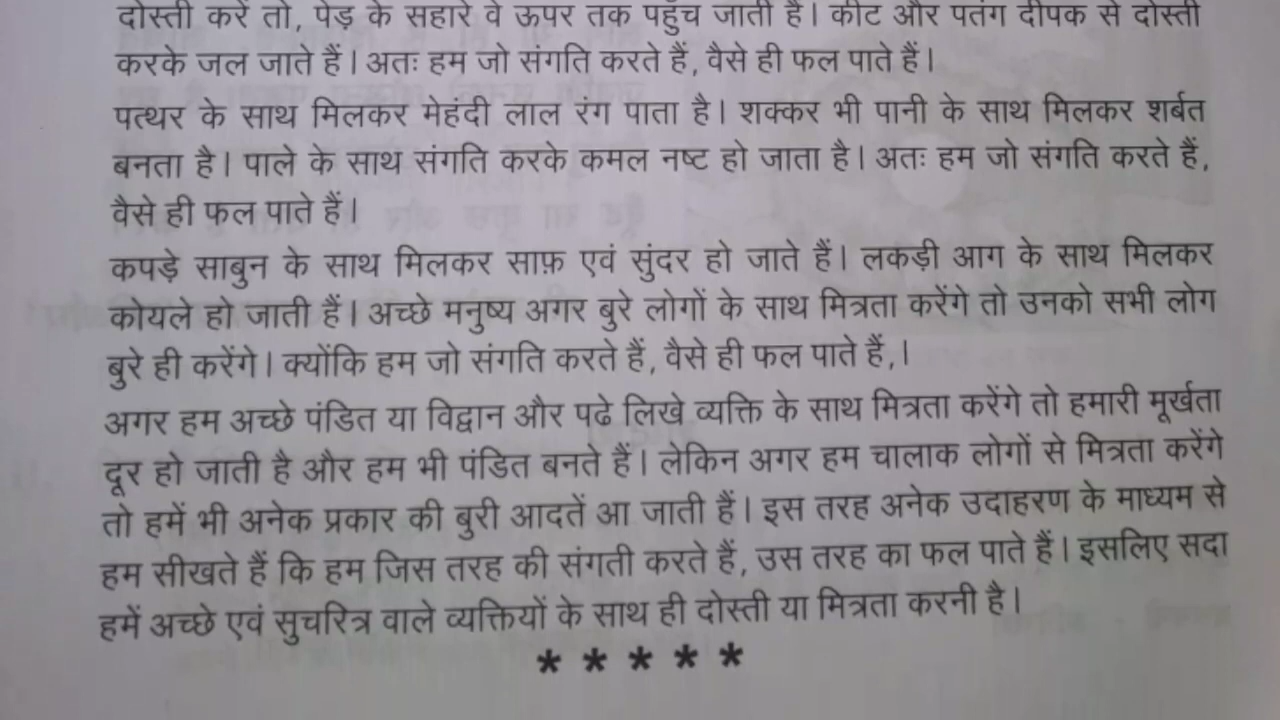 दोस्ती करें तो, पेड़ के सहारे वे ऊपर तक पहुँच जाती हैं। कीट और पतंग दीपक से दोस्ती
करके जल जाते हैं। अतः हम जो संगति करते हैं, वैसे ही फल पाते हैं।
पत्थर के साथ मिलकर मेहंदी लाल रंग पाता है। शक्कर भी पानी के साथ मिलकर शर्बत
बनता है। पाले के साथ संगति करके कमल नष्ट हो जाता है। अतः हम जो संगति करते हैं,
वैसे ही फल पाते हैं।
कपड़े साबुन के साथ मिलकर साफ़ एवं सुंदर हो जाते हैं। लकड़ी आग के साथ मिलकर
कोयले हो जाती हैं। अच्छे मनुष्य अगर बुरे लोगों के साथ मित्रता करेंगे तो उनको सभी लोग
बुरे ही करेंगे। क्योंकि हम जो संगति करते हैं, वैसे ही फल पाते हैं,।
अगर हम अच्छे पंडित या विद्वान और पढे लिखे व्यक्ति के साथ मित्रता करेंगे तो हमारी मूर्खता
दूर हो जाती है और हम भी पंडित बनते हैं। लेकिन अगर हम चालाक लोगों से मित्रता करेंगे
तो हमें भी अनेक प्रकार की बुरी आदतें आ जाती हैं। इस तरह अनेक उदाहरण के माध्यम से
हम सीखते हैं कि हम जिस तरह की संगती करते हैं, उस तरह का फल पाते हैं। इसलिए सदा
हमें अच्छे एवं सुचरित्र वाले व्यक्तियों के साथ ही दोस्ती या मित्रता करनी है।
* * * * *